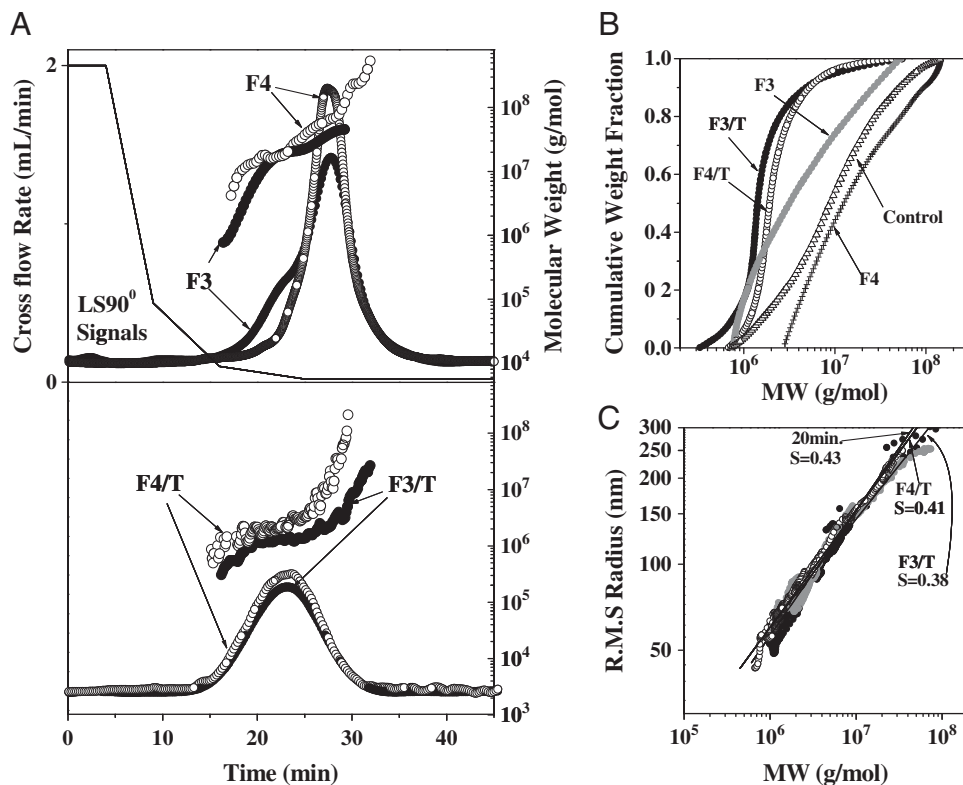 A
Cross flow Rate (mL/min)
2
1
0
F4
F3
LS90⁰
Signals
Molecular Weight (g/mol)
10⁸
10⁷
10⁶
10⁵
10⁴
F4/T
F3/T
10⁸
10⁷
10⁶
10⁵
10⁴
10³
0 10 20 30 40
Time (min)
B
Cumulative Weight Fraction
1.0
0.8
0.6
0.4
0.2
0.0
F3
F3/T
F4/T
Control
F4
10⁶ 10⁷ 10⁸
MW (g/mol)
C
R.M.S Radius (nm)
300
250
200
150
100
50
20min.
S=0.43
F4/T
S=0.41
F3/T
S=0.38
10⁵ 10⁶ 10⁷ 10⁸
MW (g/mol)